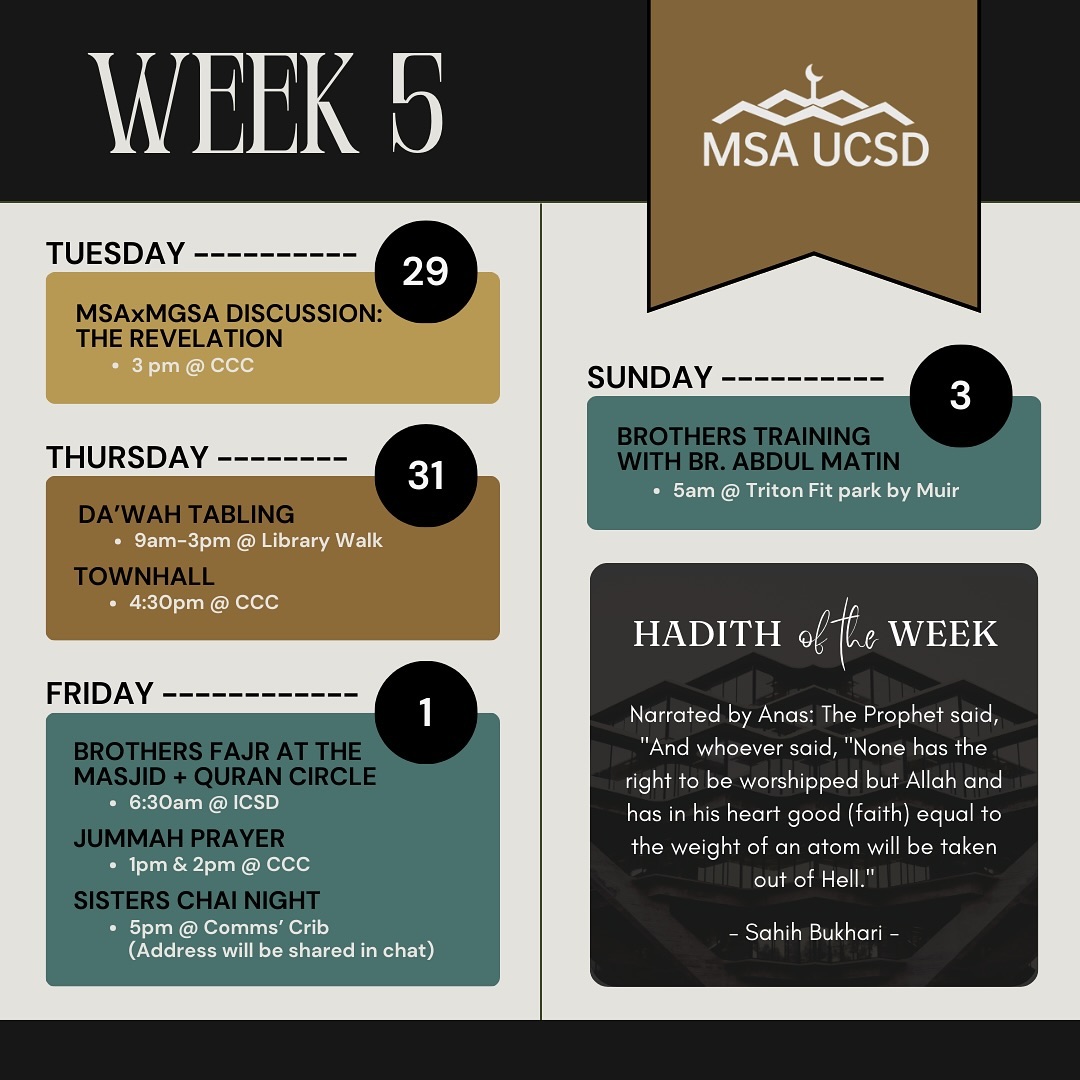 WEEK 5
MSA UCSD
TUESDAY ----------
29
MSAxMGSA DISCUSSION:
THE REVELATION
• 3 pm @ CCC
THURSDAY --------
31
DA’WAH TABLING
• 9am-3pm @ Library Walk
TOWNHALL
• 4:30pm @ CCC
FRIDAY ------------
1
BROTHERS FAJR AT THE
MASJID + QURAN CIRCLE
• 6:30am @ ICSD
JUMMAH PRAYER
• 1pm & 2pm @ CCC
SISTERS CHAI NIGHT
• 5pm @ Comms’ Crib
(Address will be shared in chat)
SUNDAY ----------
3
BROTHERS TRAINING
WITH BR. ABDUL MATIN
• 5am @ Triton Fit park by Muir
HADITH of the WEEK
Narrated by Anas: The Prophet said,
"And whoever said, "None has the
right to be worshipped but Allah and
has in his heart good (faith) equal to
the weight of an atom will be taken
out of Hell."
- Sahih Bukhari -